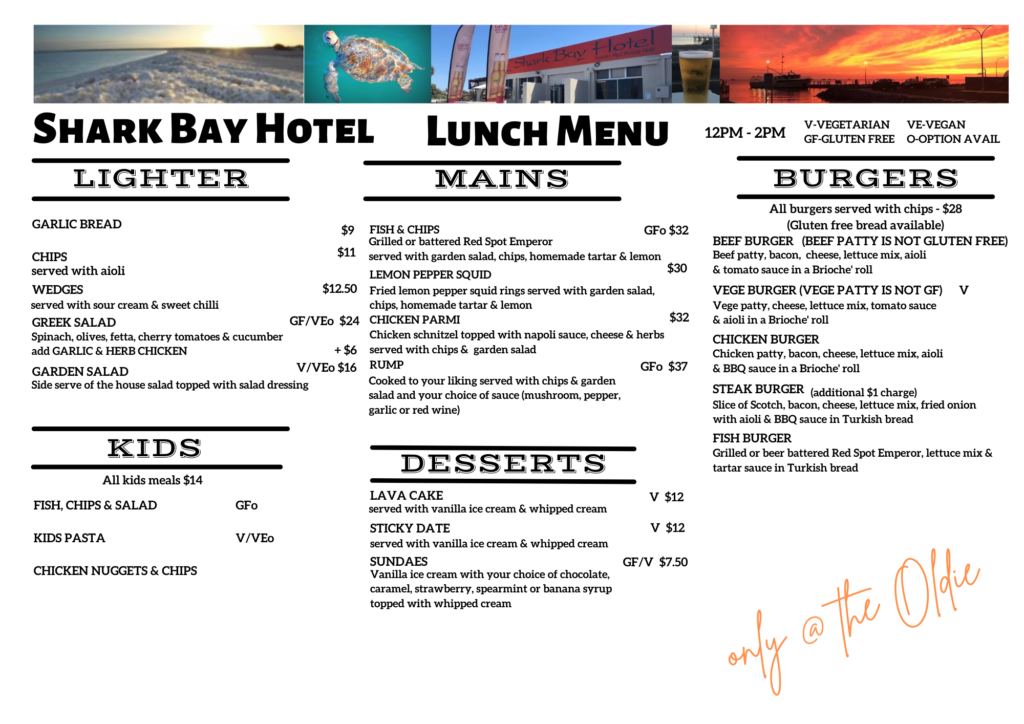 Shark Bay Hotel
SHARK BAY HOTEL
LUNCH MENU
12PM - 2PM
V-VEGETARIAN VE-VEGAN
GF-GLUTEN FREE O-OPTION AVAIL
LIGHTER
GARLIC BREAD $9
CHIPS $11
served with aioli
WEDGES $12.50
served with sour cream & sweet chilli
GREEK SALAD GF/VEo $24
Spinach, olives, fetta, cherry tomatoes & cucumber
add GARLIC & HERB CHICKEN + $6
GARDEN SALAD V/VEo $16
Side serve of the house salad topped with salad dressing
KIDS
All kids meals $14
FISH, CHIPS & SALAD GFo
KIDS PASTA V/VEo
CHICKEN NUGGETS & CHIPS
MAINS
FISH & CHIPS GFo $32
Grilled or battered Red Spot Emperor
served with garden salad, chips, homemade tartar & lemon
LEMON PEPPER SQUID $30
Fried lemon pepper squid rings served with garden salad,
chips, homemade tartar & lemon
CHICKEN PARMI $32
Chicken schnitzel topped with napoli sauce, cheese & herbs
served with chips & garden salad
RUMP GFo $37
Cooked to your liking served with chips & garden
salad and your choice of sauce (mushroom, pepper,
garlic or red wine)
DESSERTS
LAVA CAKE V $12
served with vanilla ice cream & whipped cream
STICKY DATE V $12
served with vanilla ice cream & whipped cream
SUNDAES GF/V $7.50
Vanilla ice cream with your choice of chocolate,
caramel, strawberry, spearmint or banana syrup
topped with whipped cream
BURGERS
All burgers served with chips - $28
(Gluten free bread available)
BEEF BURGER (BEEF PATTY IS NOT GLUTEN FREE)
Beef patty, bacon, cheese, lettuce mix, aioli
& tomato sauce in a Brioche' roll
VEGE BURGER (VEGE PATTY IS NOT GF) V
Vege patty, cheese, lettuce mix, tomato sauce
& aioli in a Brioche' roll
CHICKEN BURGER
Chicken patty, bacon, cheese, lettuce mix, aioli
& BBQ sauce in a Brioche' roll
STEAK BURGER (additional $1 charge)
Slice of Scotch, bacon, cheese, lettuce mix, fried onion
with aioli & BBQ sauce in Turkish bread
FISH BURGER
Grilled or beer battered Red Spot Emperor, lettuce mix &
tartar sauce in Turkish bread
only @ the Oldie